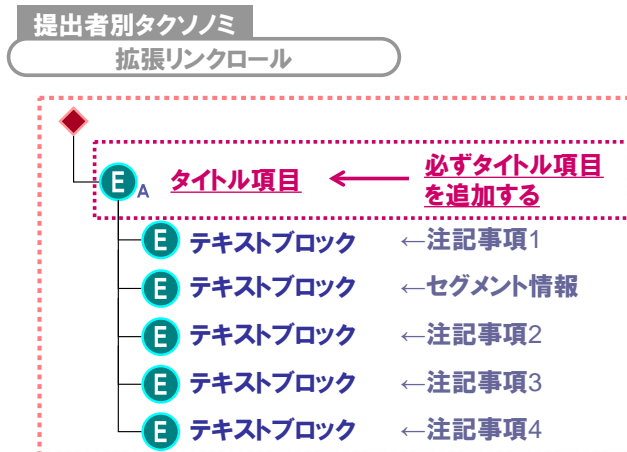 提出者別タクソノミ
拡張リンクロール
E A タイトル項目 ← 必ずタイトル項目
を追加する
E テキストブロック ←注記事項1
E テキストブロック ←セグメント情報
E テキストブロック ←注記事項2
E テキストブロック ←注記事項3
E テキストブロック ←注記事項4